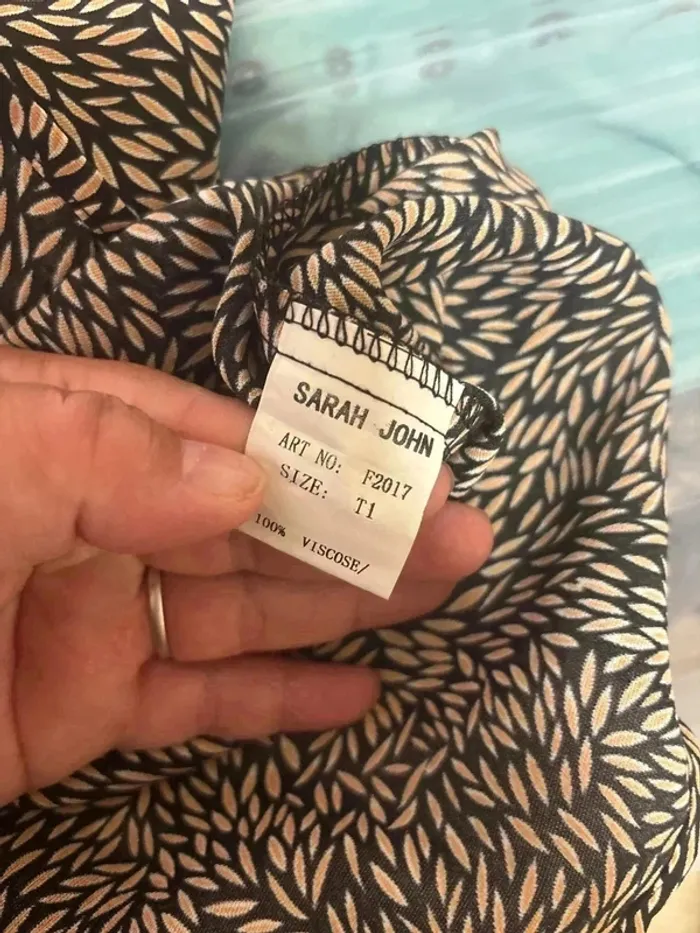 SARAH JOHN
ART NO: F2017
SIZE: T1
100% VISCOSE/